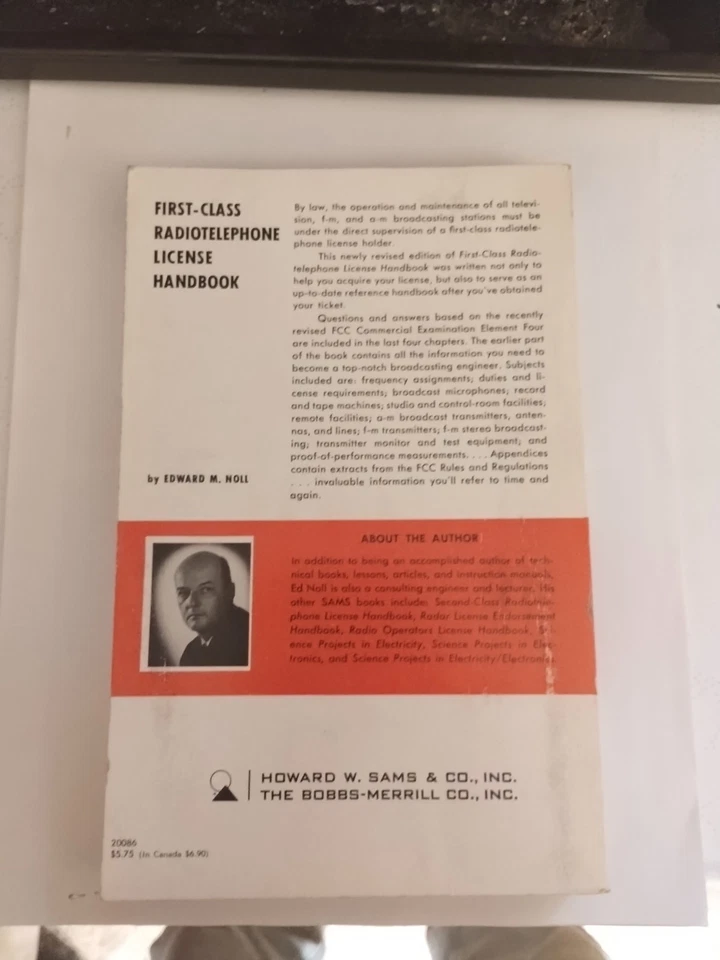 FIRST-CLASS
RADIOTELEPHONE
LICENSE
HANDBOOK
by EDWARD M. NOLL
By law, the operation and maintenance of all televi-
sion, f-m, and a-m broadcasting stations must be
under the direct supervision of a first-class radiotele-
phone license holder.
This newly revised edition of First-Class Radio-
telephone License Handbook was written not only to
help you acquire your license, but also to serve as an
up-to-date reference handbook after you've obtained
your ticket.
Questions and answers based on the recently
revised FCC Commercial Examination Element Four
are included in the last four chapters. The earlier part
of the book contains all the information you need to
become a top-notch broadcasting engineer. Subjects
included are: frequency assignments; duties and li-
cense requirements; broadcast microphones; record
and tape machines; studio and control-room facilities;
remote facilities; a-m broadcast transmitters, anten-
nas, and lines; f-m transmitters; f-m stereo broadcast-
ing; transmitter monitor and test equipment; and
proof-of-performance measurements. . . . Appendices
contain extracts from the FCC Rules and Regulations
. . . invaluable information you'll refer to time and
again.
ABOUT THE AUTHOR
In addition to being an accomplished author of tech-
nical books, lessons, articles, and instruction manuals,
Ed Noll is also a consulting engineer and lecturer. His
other SAMS books include: Second-Class Radiotele-
phone License Handbook, Radar License Endorsement
Handbook, Radio Operators License Handbook, Sci-
ence Projects in Electricity, Science Projects in Elec-
tronics, and Science Projects in Electricity/Electronics.
HOWARD W. SAMS & CO., INC.
THE BOBBS-MERRILL CO., INC.
20086
$5.75 (In Canada $6.90)